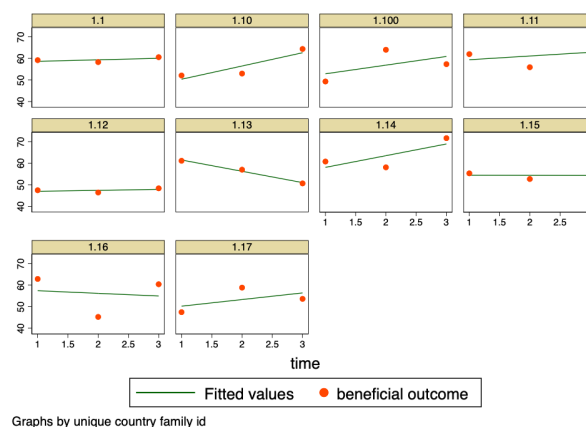 1.1 1.10 1.100 1.11
70
60
50
40
1.12 1.13 1.14 1.15
70
60
50
40
1 1.5 2 2.5 3 1 1.5 2 2.5
1.16 1.17
70
60
50
40
1 1.5 2 2.5 3 1 1.5 2 2.5 3
time
Fitted values beneficial outcome
Graphs by unique country family id